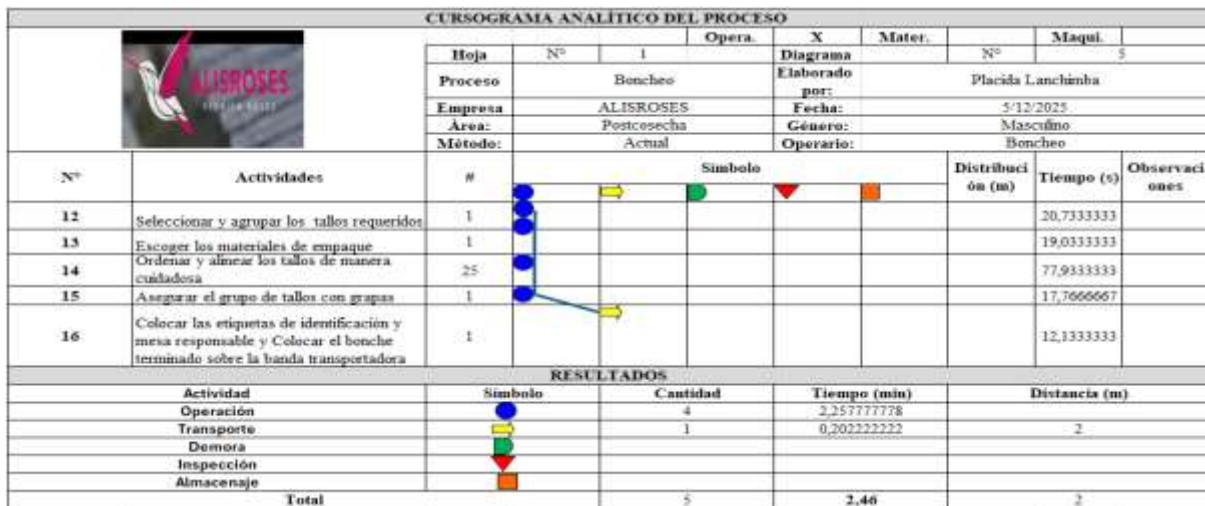 CURSOGRAMA ANALÍTICO DEL PROCESO
ALISROSES
Opera. X Mater. Maqui.
Hoja N° 1 Diagrama N° 5
Proceso Boncheo Elaborado por: Placida Lanchimba
Empresa ALISROSES Fecha: 5/12/2025
Área: Postcosecha Género: Masculino
Método: Actual Operario: Boncheo
N° Actividades # Símbolo Distribución (m) Tiempo (s) Observaciones
12 Seleccionar y agrupar los tallos requeridos 1 20,7333333
13 Escoger los materiales de empaque 1 19,0333333
14 Ordenar y alinear los tallos de manera cuidadosa 25 77,9333333
15 Asegurar el grupo de tallos con grapas 1 17,7666667
16 Colocar las etiquetas de identificación y mesa responsable y Colocar el bonche terminado sobre la banda transportadora 1 12,1333333
RESULTADOS
Actividad Símbolo Cantidad Tiempo (min) Distancia (m)
Operación 4 2,257777778
Transporte 1 0,202222222 2
Demora
Inspección
Almacenaje
Total 5 2,46 2